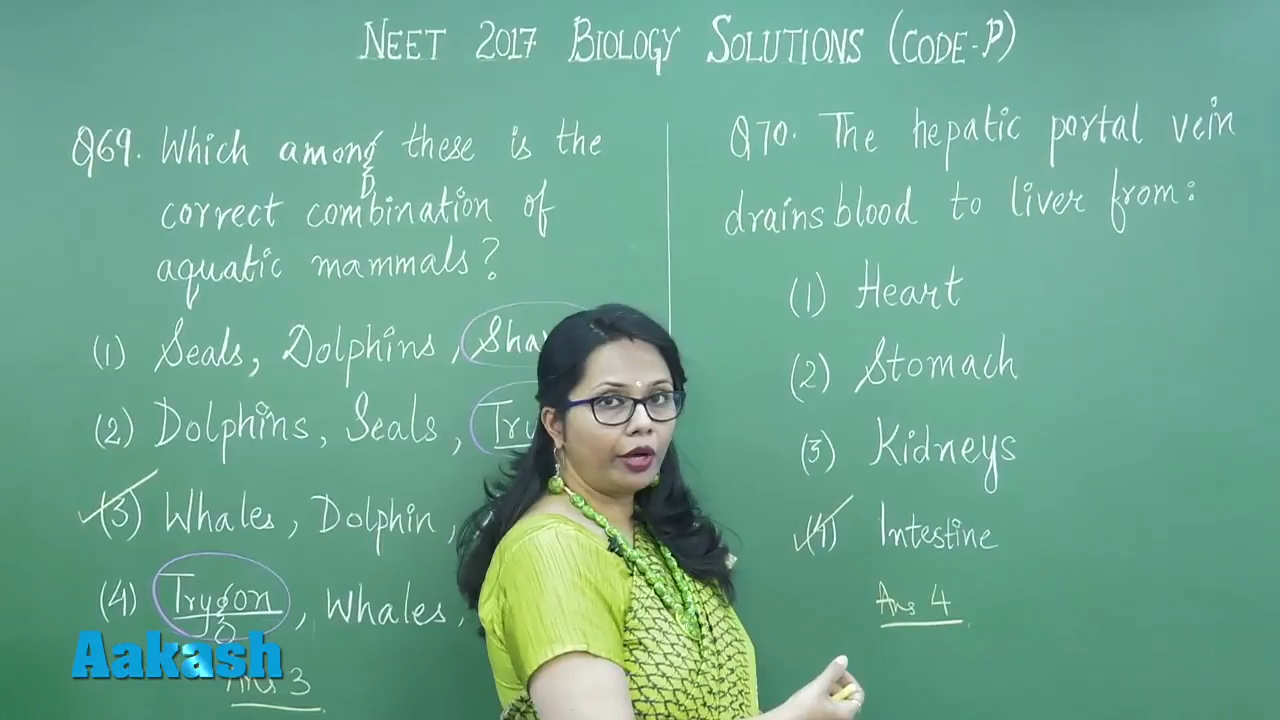 NEET 2017 BIOLOGY SOLUTIONS (CODE-P)
Q69. Which among these is the
correct combination of
aquatic mammals?
(1) Seals, Dolphins,
(2) Dolphins, Seals,
(3) Whales, Dolphin,
(4) Trygon, Whales,
Ans 3
Q70. The hepatic portal vein
drains blood to liver from:
(1) Heart
(2) Stomach
(3) Kidneys
(4) Intestine
Ans 4
Aakash